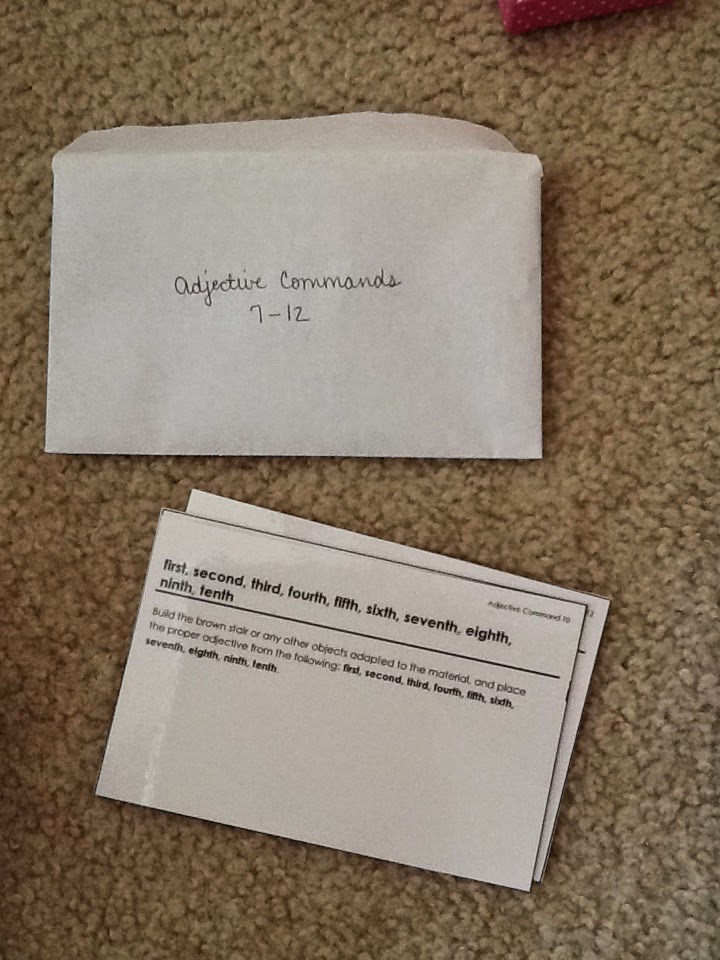 Adjective Commands
7-12
Adjective Command 10
first, second, third, fourth, fifth, sixth, seventh, eighth,
ninth, tenth
Build the brown stair or any other objects adapted to the material, and place
the proper adjective from the following: first, second, third, fourth, fifth, sixth,
seventh, eighth, ninth, tenth.